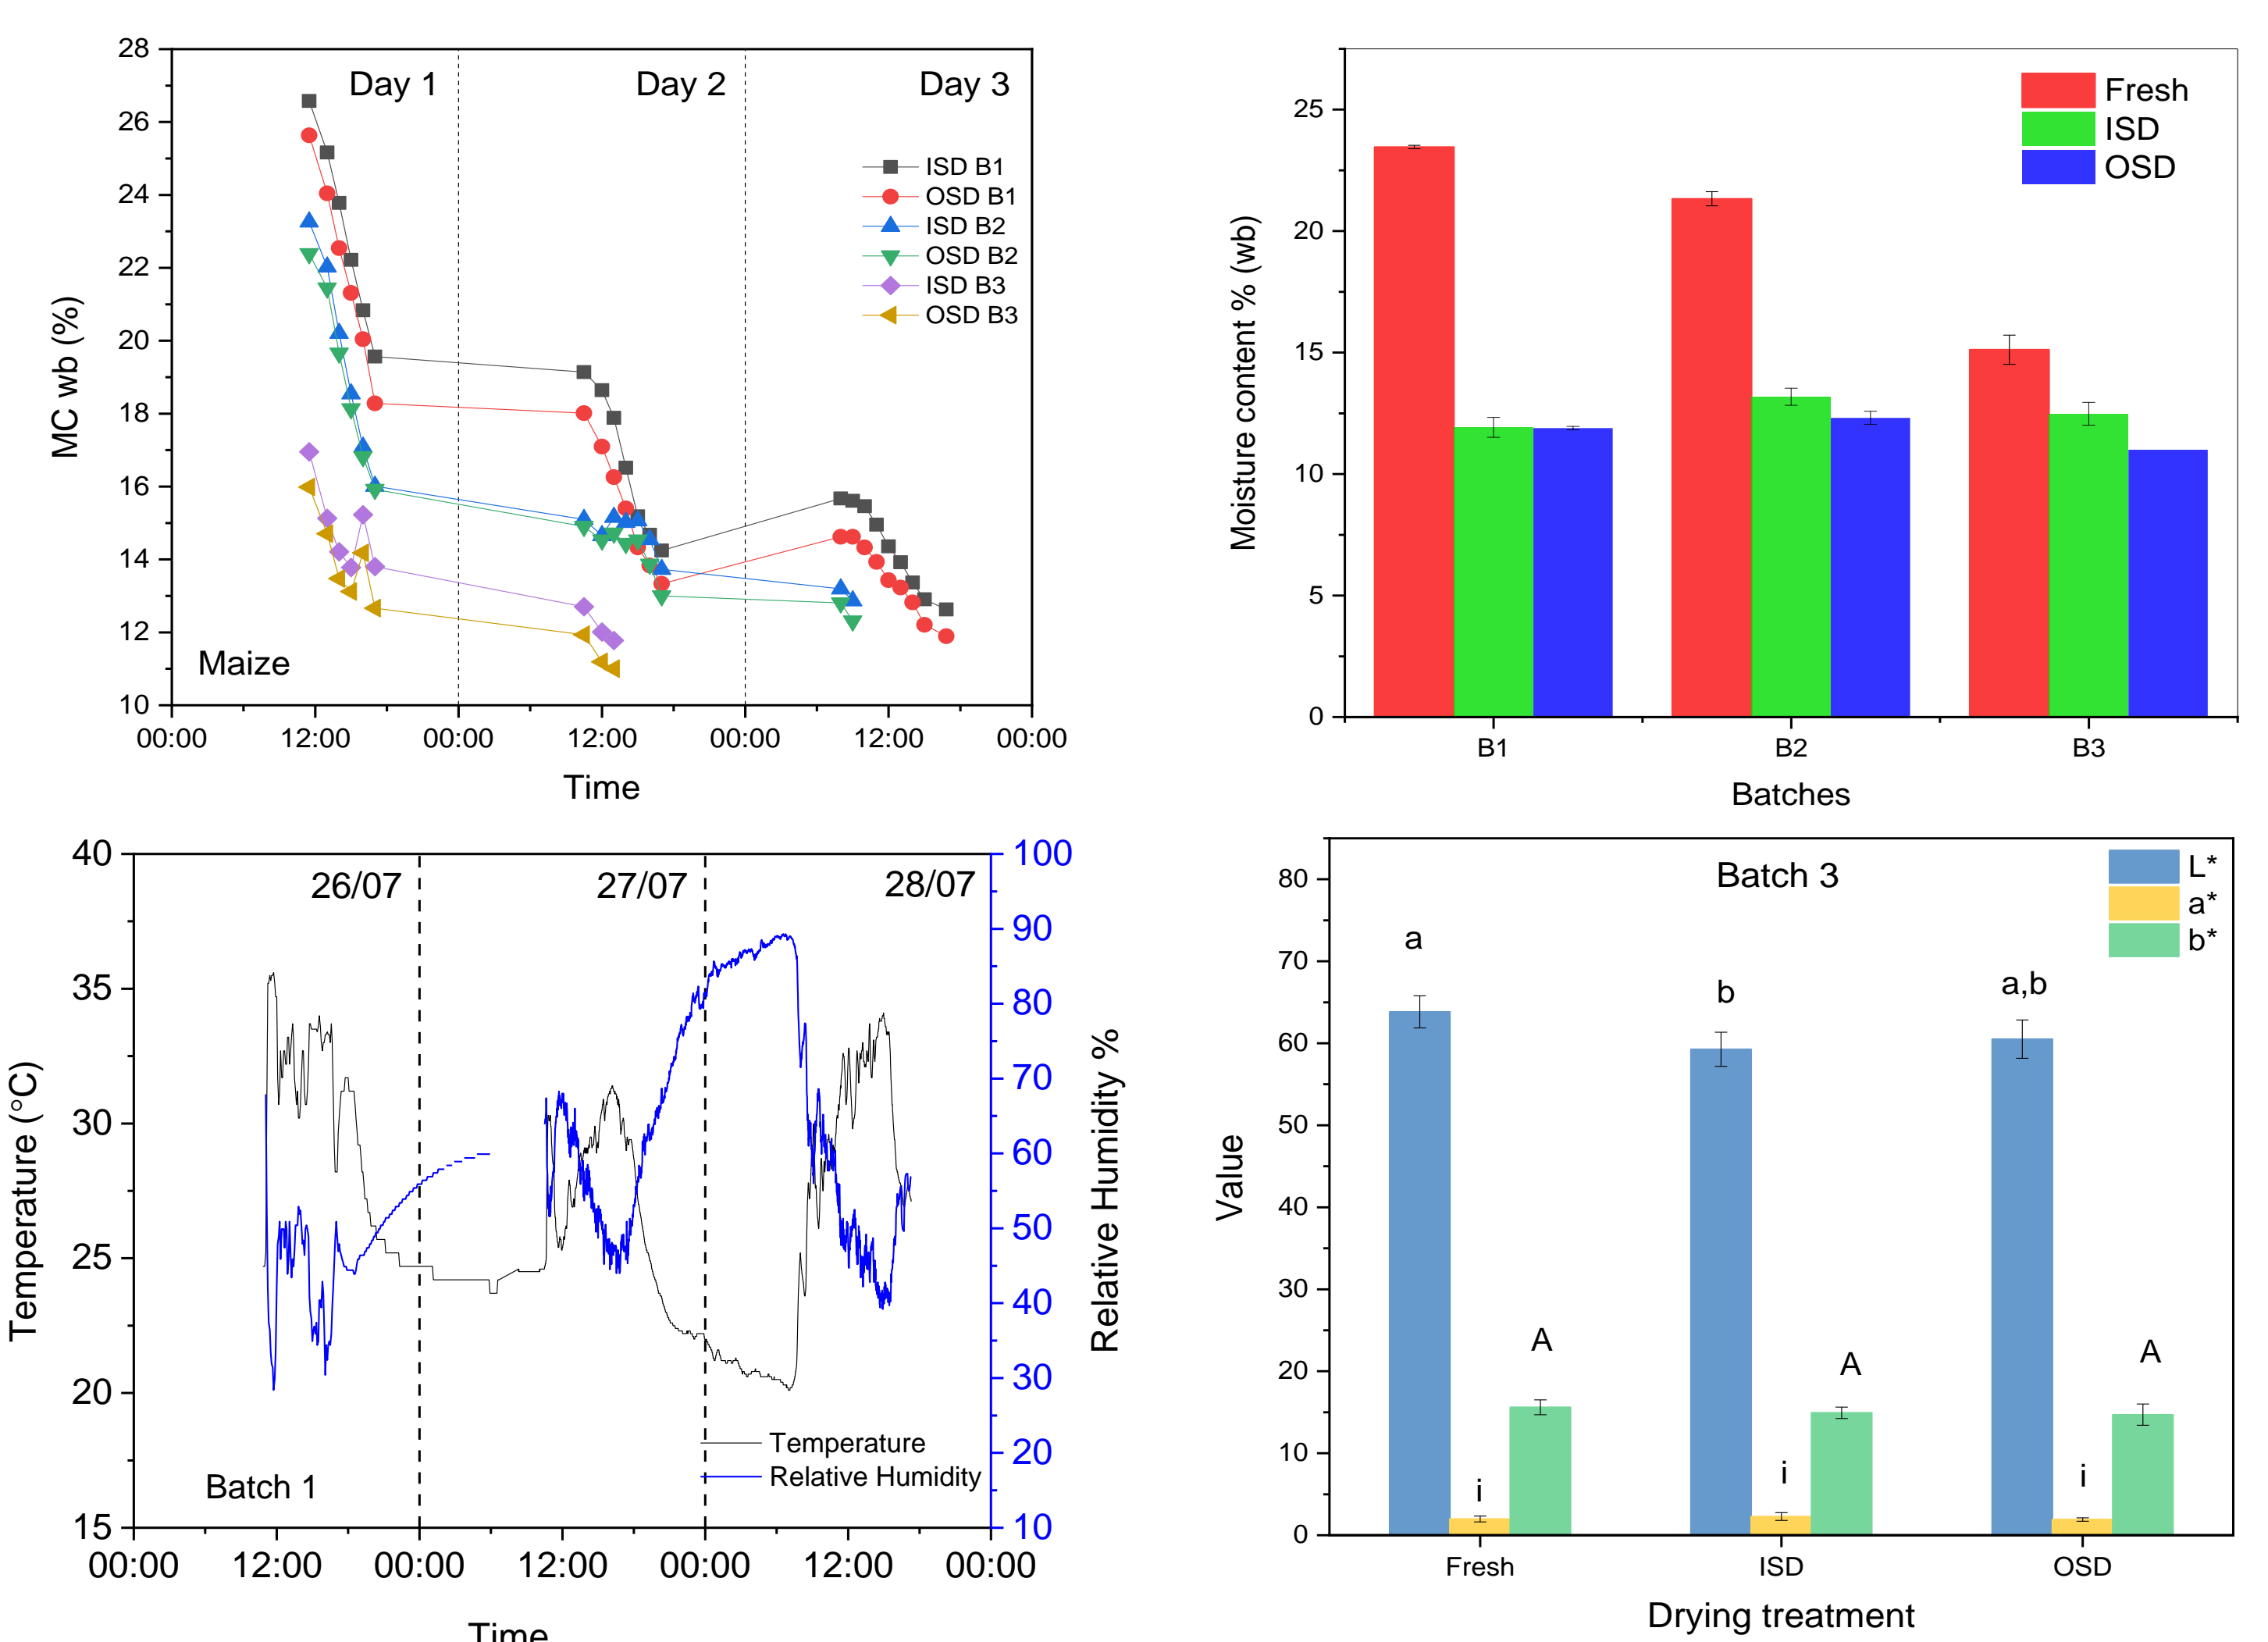 28
26
24
22
20
18
16
14
12
10
MC wb (%)
Day 1
Day 2
Day 3
ISD B1
OSD B1
ISD B2
OSD B2
ISD B3
OSD B3
Maize
00:00 12:00 00:00 12:00 00:00 12:00 00:00
Time
25
20
15
10
5
0
Moisture content % (wb)
Fresh
ISD
OSD
B1 B2 B3
Batches
40
35
30
25
20
15
Temperature (°C)
26/07
27/07
28/07
100
90
80
70
60
50
40
30
20
10
Relative Humidity %
Temperature
Relative Humidity
Batch 1
00:00 12:00 00:00 12:00 00:00 12:00 00:00
Time
80
70
60
50
40
30
20
10
0
Value
Batch 3
L*
a*
b*
a
b
a,b
A
A
A
i
i
i
Fresh ISD OSD
Drying treatment